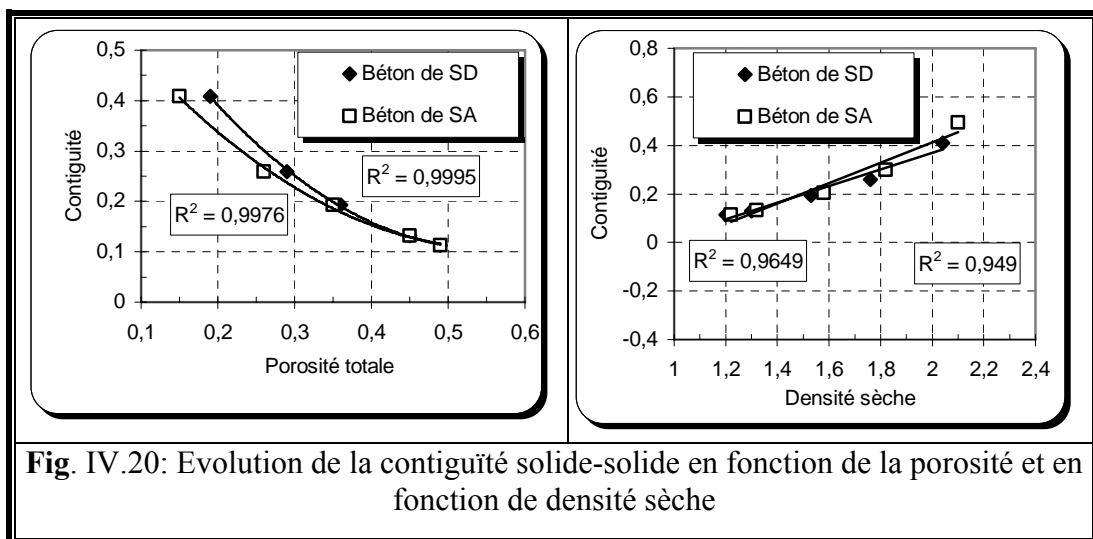 0,5
0,4
0,3
0,2
0,1
0
Contiguité
0,1 0,2 0,3 0,4 0,5 0,6
Porosité totale
Béton de SD
Béton de SA
R² = 0,9995
R² = 0,9976
0,8
0,6
0,4
0,2
0
-0,2
-0,4
Contiguité
1 1,2 1,4 1,6 1,8 2 2,2 2,4
Densité sèche
Béton de SD
Béton de SA
R² = 0,9649
R² = 0,949
Fig. IV.20: Evolution de la contiguïté solide-solide en fonction de la porosité et en
fonction de densité sèche